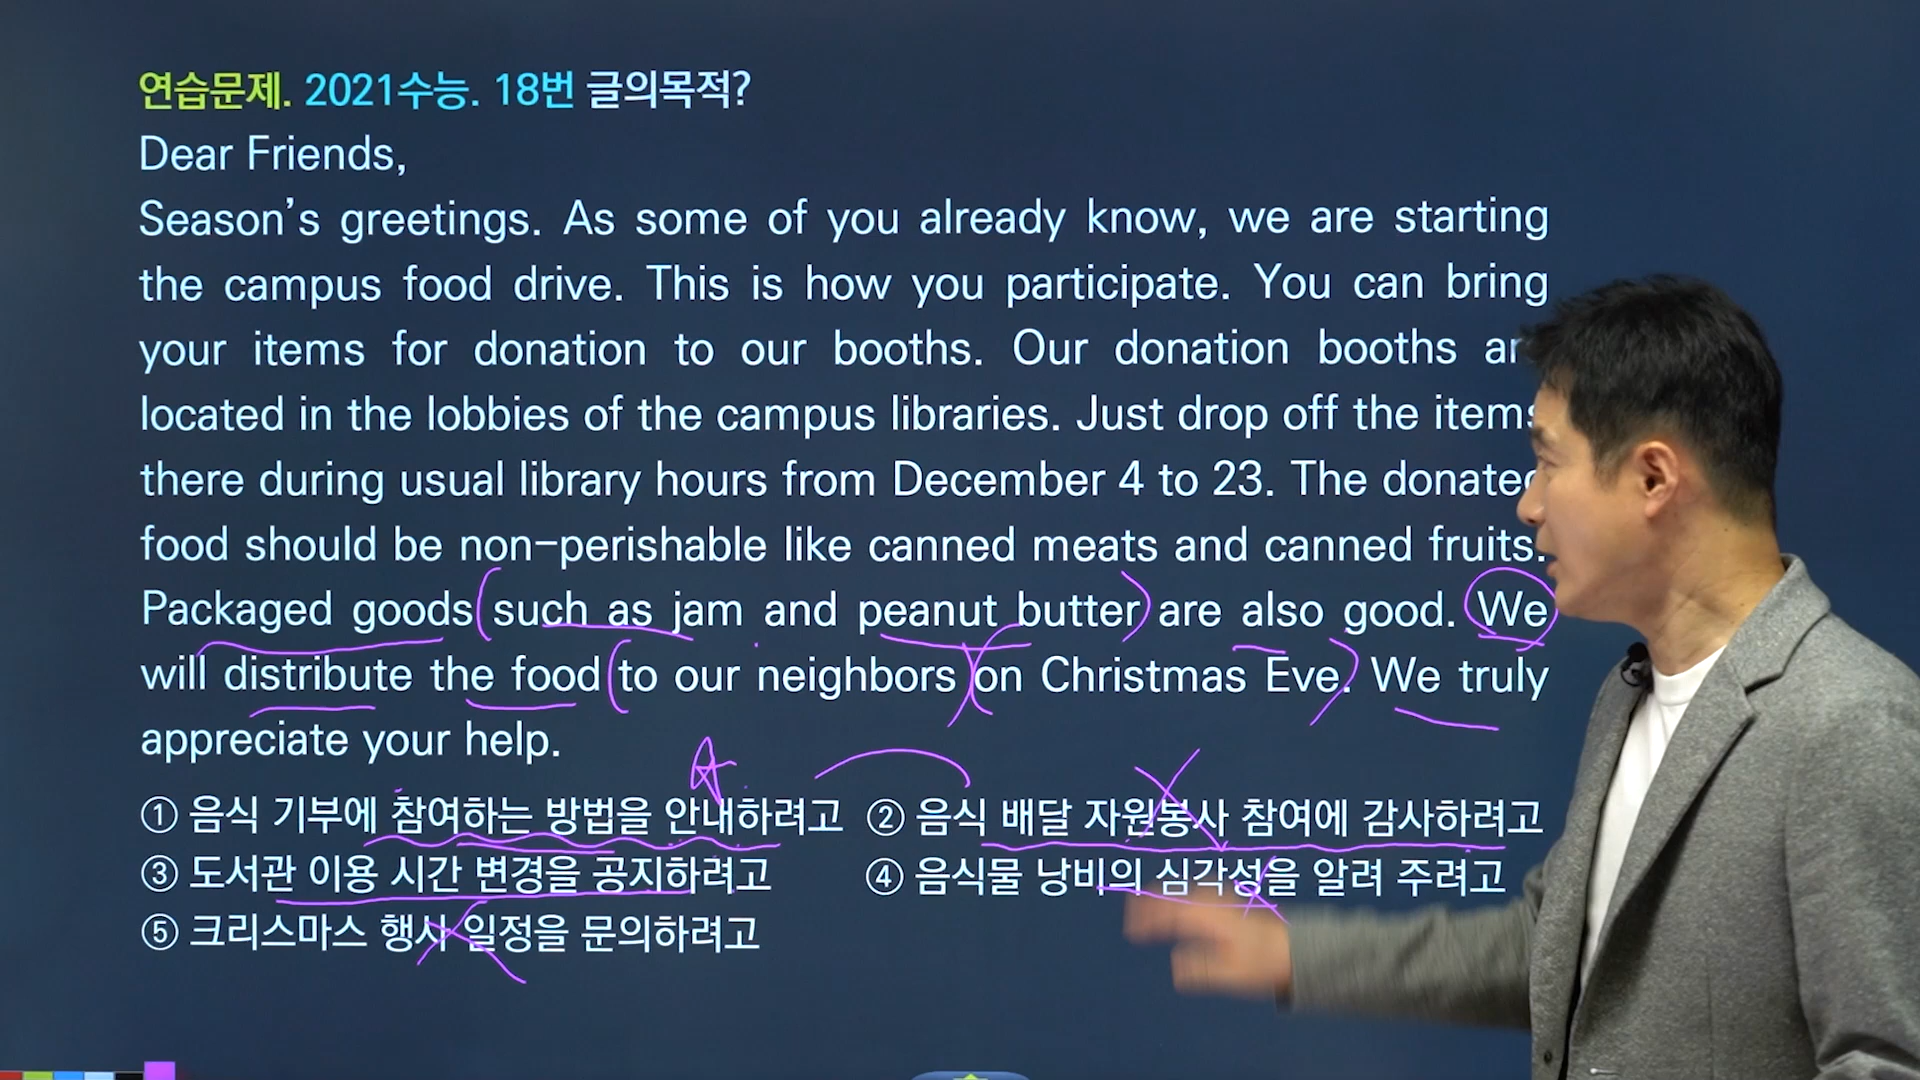 연습문제. 2021수능. 18번 글의목적?
Dear Friends,
Season's greetings. As some of you already know, we are starting
the campus food drive. This is how you participate. You can bring
your items for donation to our booths. Our donation booths
located in the lobbies of the campus libraries. Just drop off the items
there during usual library hours from December 4 to 23. The donated
food should be non-perishable like canned meats and canned fruits.
Packaged goods such as jam and peanut butter are also good. We
will distribute the food to our neighbors on Christmas Eve. We truly
appreciate your help.
① 음식 기부에 참여하는 방법을 안내하려고 ② 음식 배달 자원봉사 참여에 감사하려고
③ 도서관 이용 시간 변경을 공지하려고 ④ 음식물 낭비의 심각성을 알려 주려고
⑤ 크리스마스 행사 일정을 문의하려고